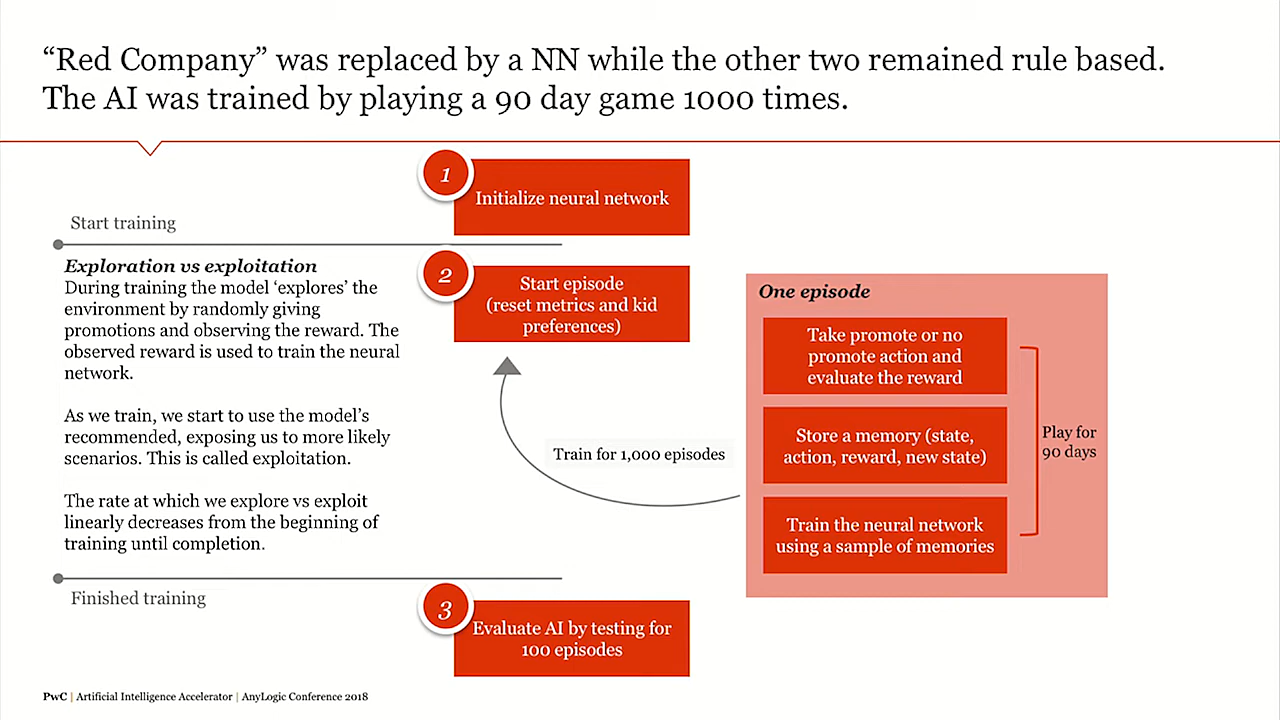 “Red Company” was replaced by a NN while the other two remained rule based.
The AI was trained by playing a 90 day game 1000 times.
1
Initialize neural network
Start training
2
Start episode
(reset metrics and kid
preferences)
Exploration vs exploitation
During training the model ‘explores’ the
environment by randomly giving
promotions and observing the reward. The
observed reward is used to train the neural
network.
As we train, we start to use the model’s
recommended, exposing us to more likely
scenarios. This is called exploitation.
The rate at which we explore vs exploit
linearly decreases from the beginning of
training until completion.
Train for 1,000 episodes
One episode
Take promote or no
promote action and
evaluate the reward
Store a memory (state,
action, reward, new state)
Train the neural network
using a sample of memories
Play for
90 days
Finished training
3
Evaluate AI by testing for
100 episodes
PwC | Artificial Intelligence Accelerator | AnyLogic Conference 2018